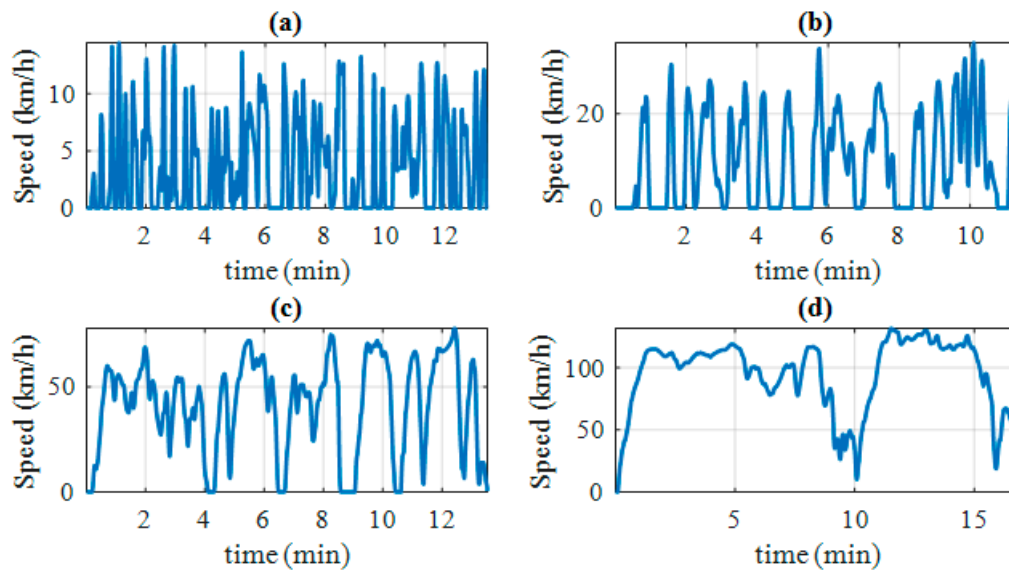 (a)
Speed (km/h)
10
5
0
2 4 6 8 10 12
time (min)
(b)
Speed (km/h)
20
0
2 4 6 8 10
time (min)
(c)
Speed (km/h)
50
0
2 4 6 8 10 12
time (min)
(d)
Speed (km/h)
100
50
0
5 10 15
time (min)